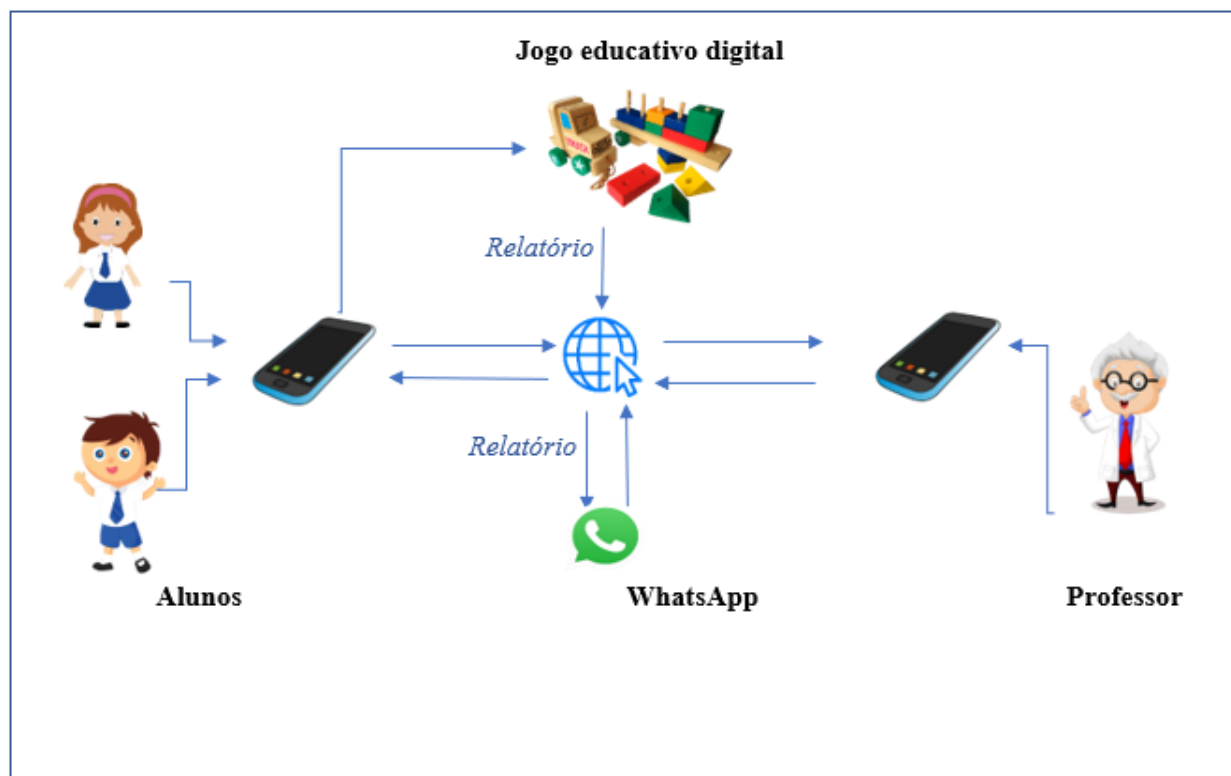 Jogo educativo digital
Relatório
Relatório
Alunos
WhatsApp
Professor